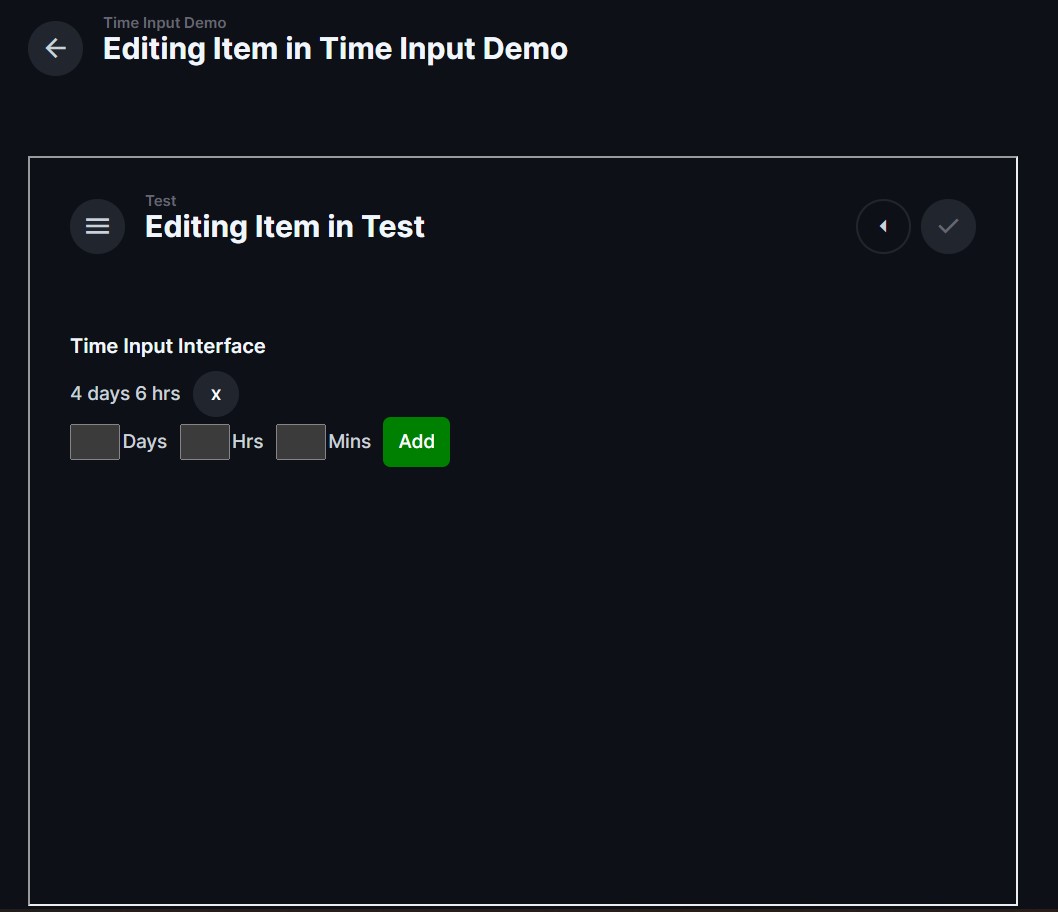 Time Input Demo
Editing Item in Time Input Demo
Test
Editing Item in Test
Time Input Interface
4 days 6 hrs x
Days Hrs Mins Add